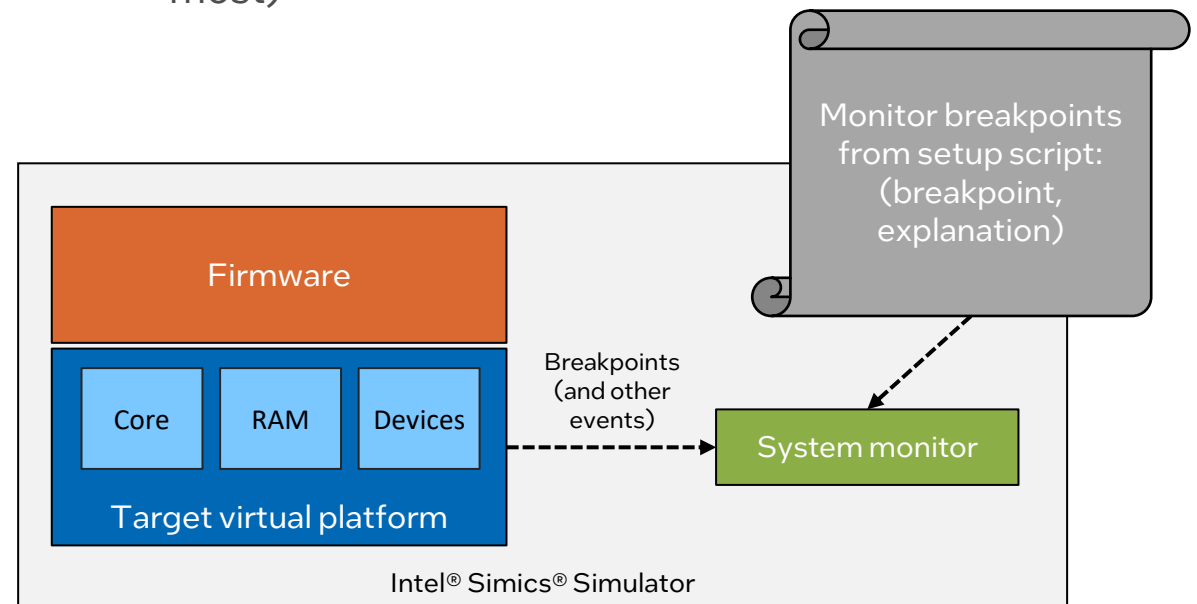 most)
Monitor breakpoints
from setup script:
(breakpoint,
explanation)
Firmware
Breakpoints
(and other
events)
Core
RAM
Devices
System monitor
Target virtual platform
Intel® Simics® Simulator